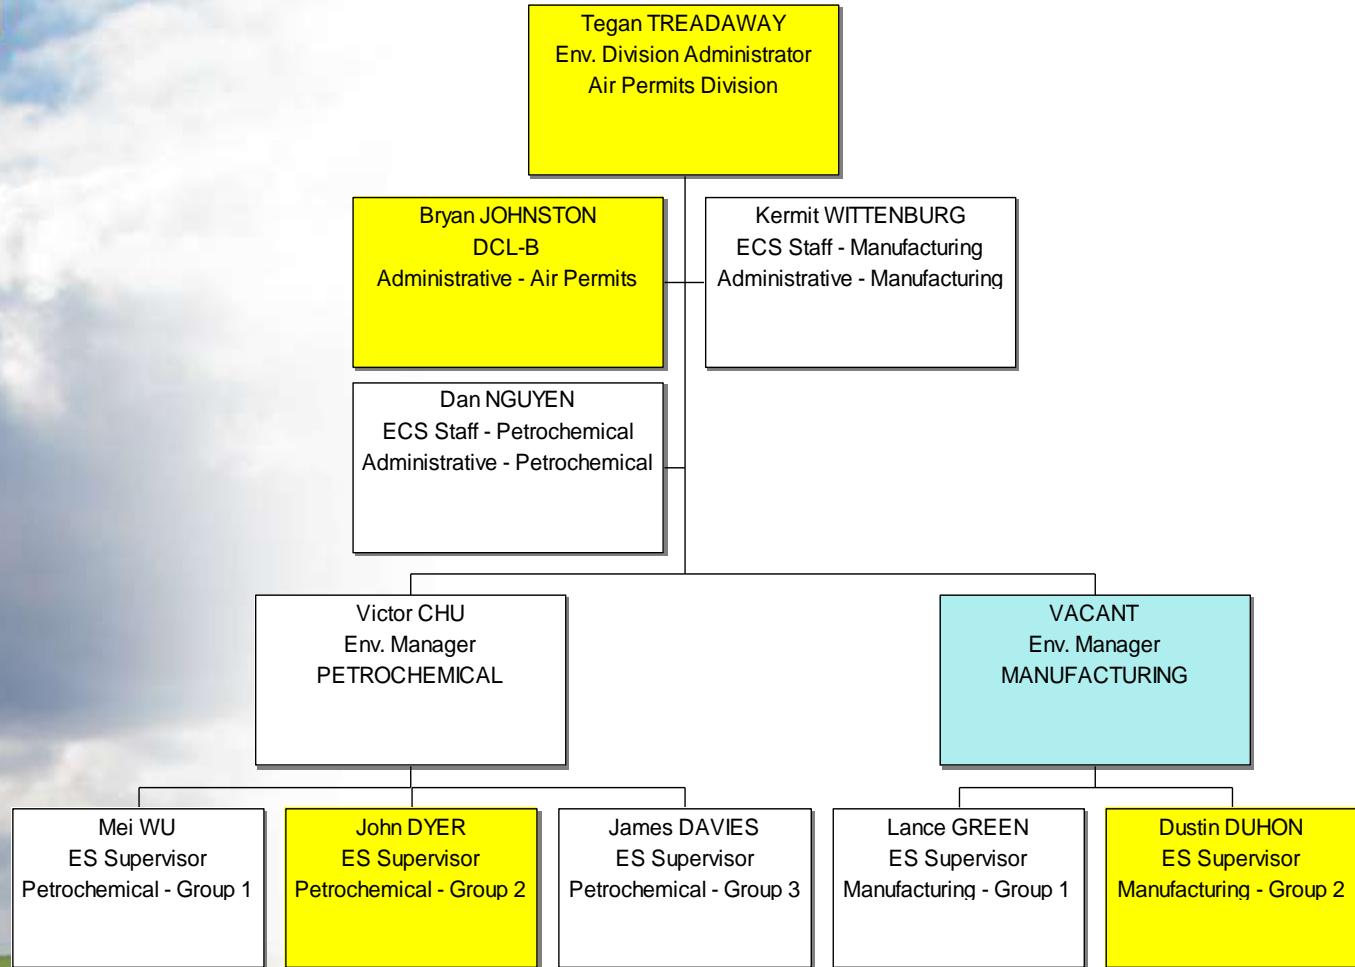 Tegan TREADAWAY
Env. Division Administrator
Air Permits Division
Bryan JOHNSTON
DCL-B
Administrative - Air Permits
Kermit WITTENBURG
ECS Staff - Manufacturing
Administrative - Manufacturing
Dan NGUYEN
ECS Staff - Petrochemical
Administrative - Petrochemical
Victor CHU
Env. Manager
PETROCHEMICAL
VACANT
Env. Manager
MANUFACTURING
Mei WU
ES Supervisor
Petrochemical - Group 1
John DYER
ES Supervisor
Petrochemical - Group 2
James DAVIES
ES Supervisor
Petrochemical - Group 3
Lance GREEN
ES Supervisor
Manufacturing - Group 1
Dustin DUHON
ES Supervisor
Manufacturing - Group 2